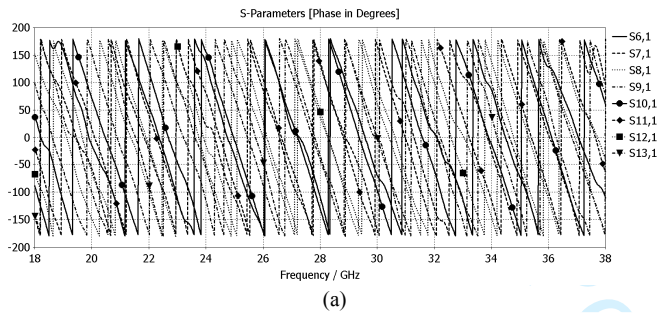 S-Parameters [Phase in Degrees]
200
150
100
50
0
-50
-100
-150
-200
18
20
22
24
26
28
30
32
34
36
38
Frequency / GHz
S6,1
S7,1
S8,1
S9,1
S10,1
S11,1
S12,1
S13,1
(a)